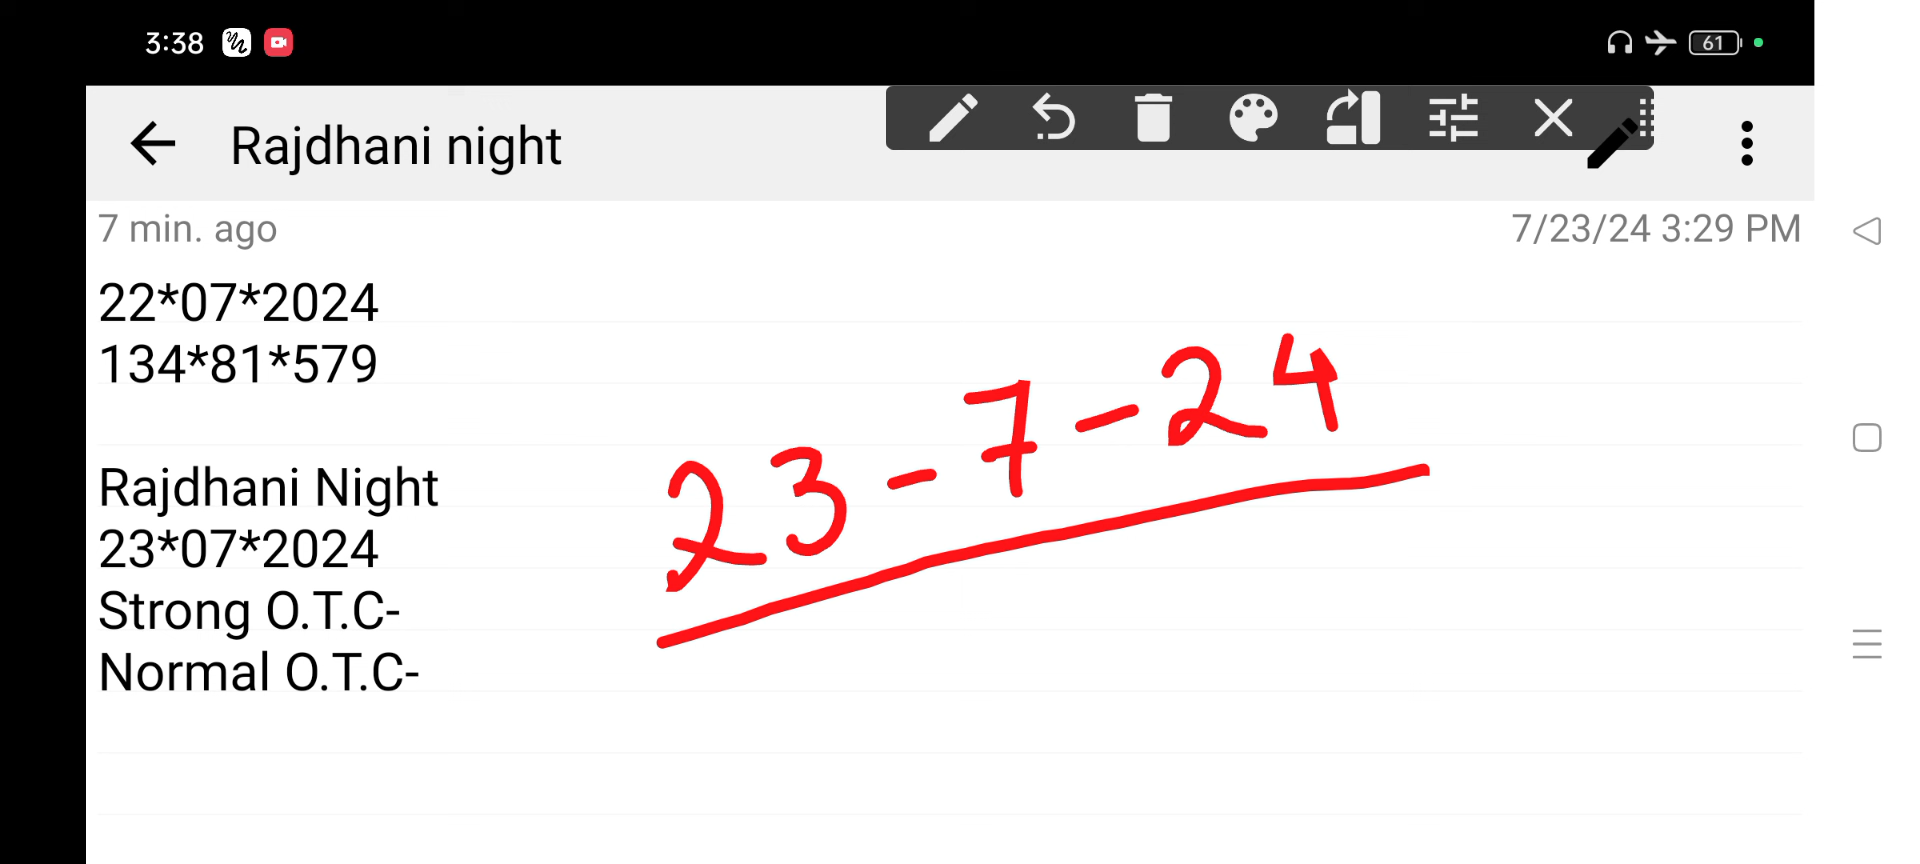 3:38
61
Rajdhani night
7 min. ago
7/23/24 3:29 PM
22*07*2024
134*81*579
23-7-24
Rajdhani Night
23*07*2024
Strong O.T.C-
Normal O.T.C-